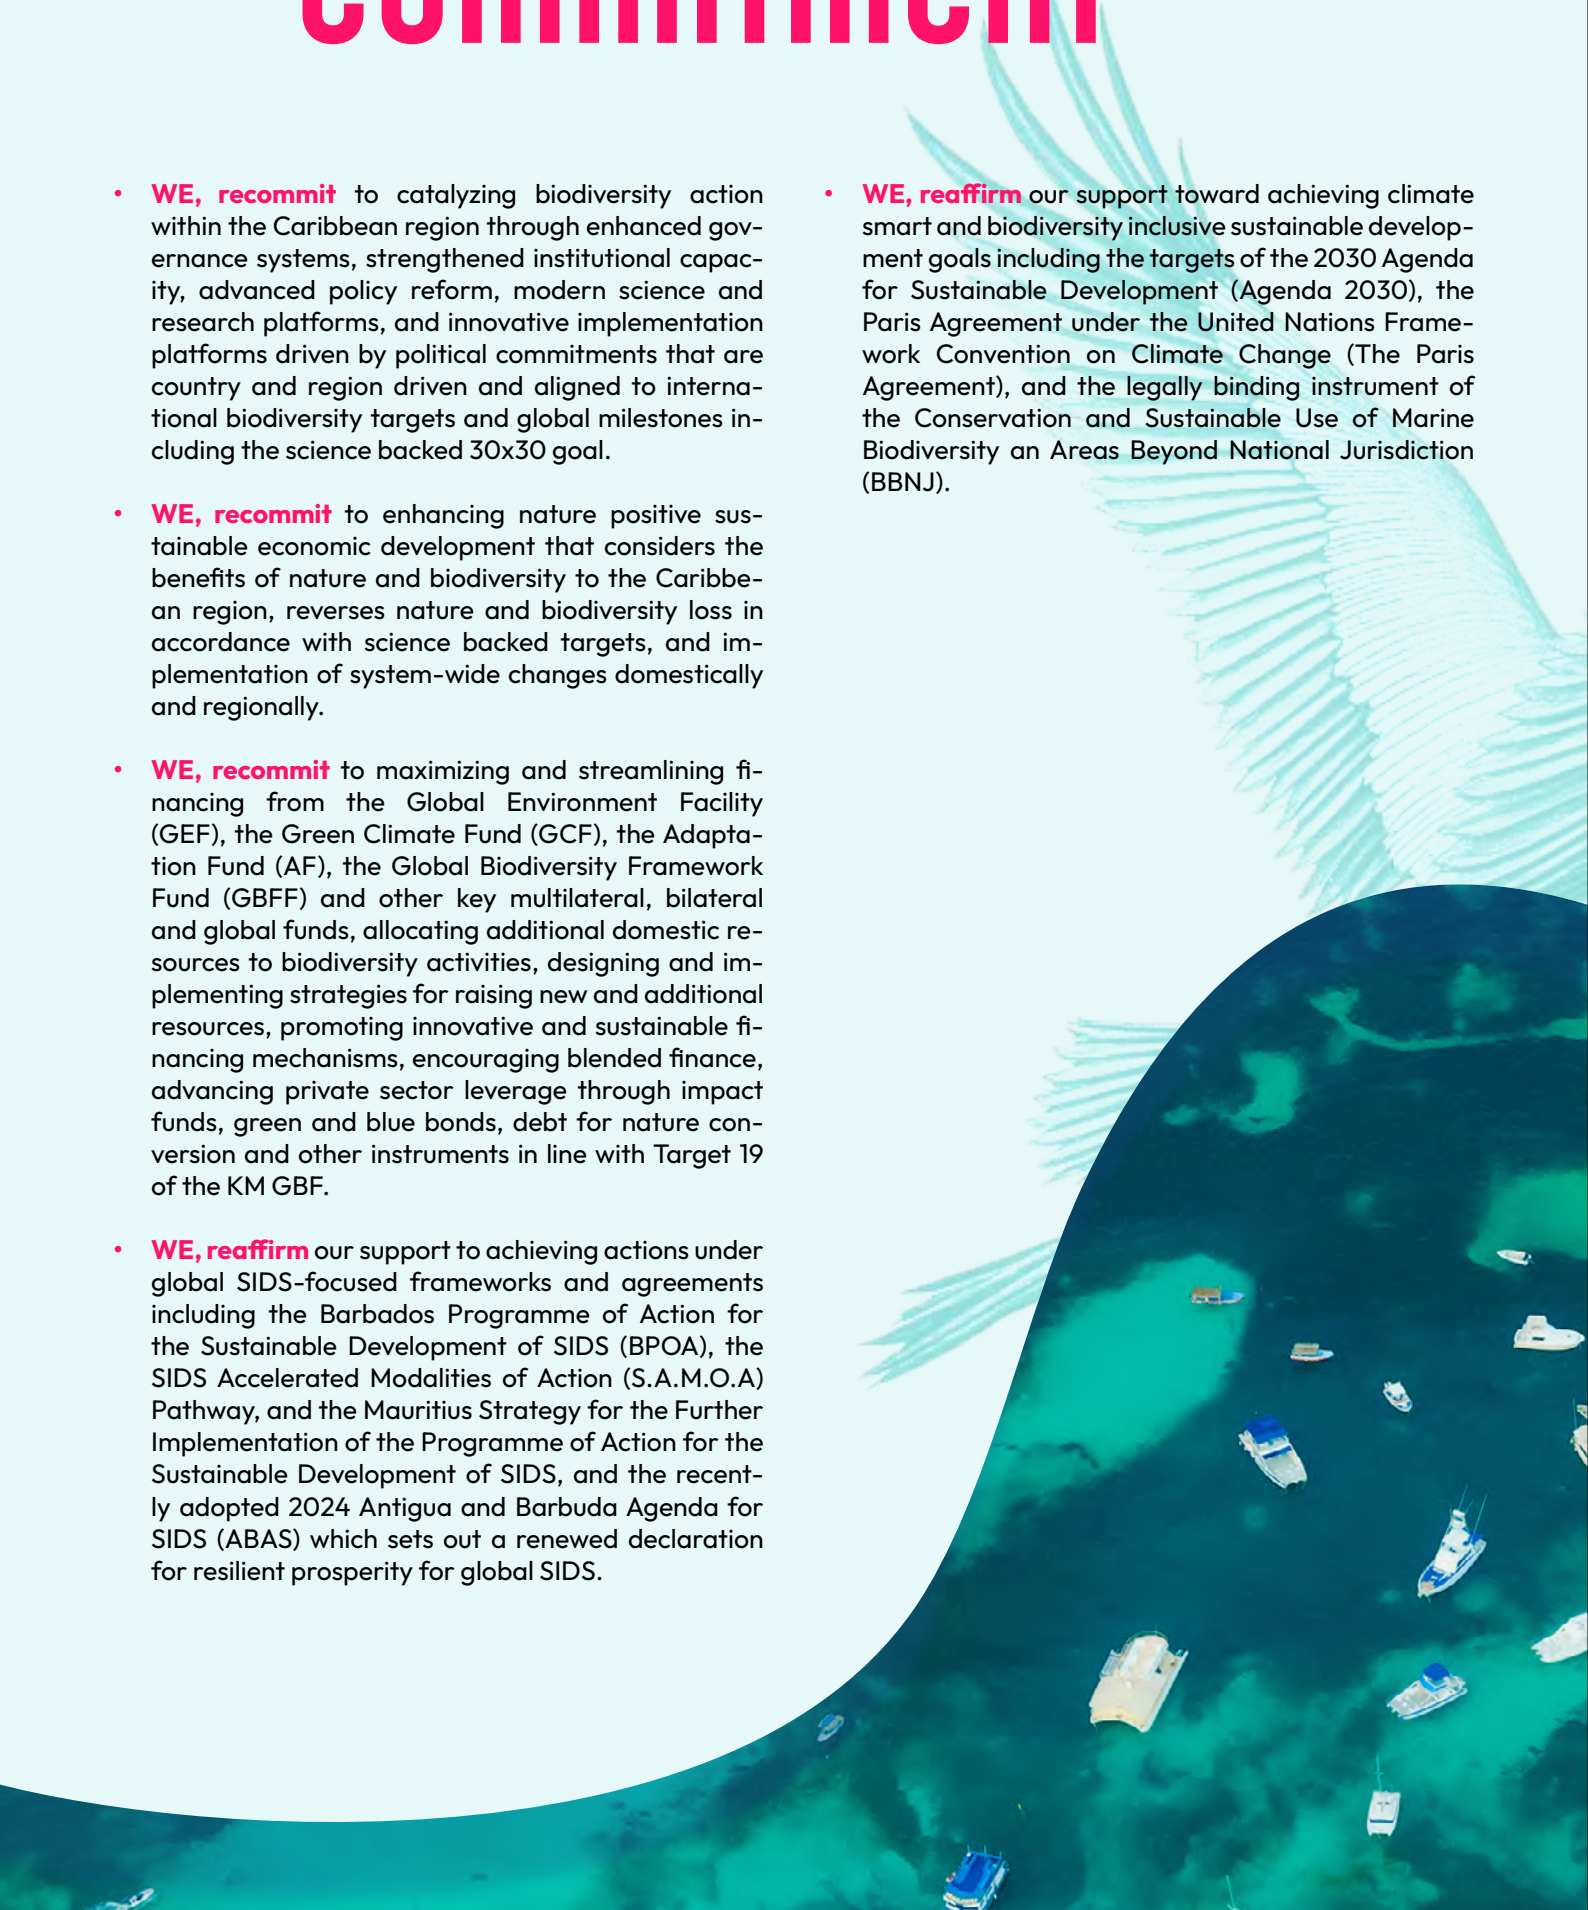 commitment
• WE, recommit to catalyzing biodiversity action
within the Caribbean region through enhanced gov-
ernance systems, strengthened institutional capac-
ity, advanced policy reform, modern science and
research platforms, and innovative implementation
platforms driven by political commitments that are
country and region driven and aligned to interna-
tional biodiversity targets and global milestones in-
cluding the science backed 30x30 goal.
• WE, recommit to enhancing nature positive sus-
tainable economic development that considers the
benefits of nature and biodiversity to the Caribbe-
an region, reverses nature and biodiversity loss in
accordance with science backed targets, and im-
plementation of system-wide changes domestically
and regionally.
• WE, recommit to maximizing and streamlining fi-
nancing from the Global Environment Facility
(GEF), the Green Climate Fund (GCF), the Adapta-
tion Fund (AF), the Global Biodiversity Framework
Fund (GBFF) and other key multilateral, bilateral
and global funds, allocating additional domestic re-
sources to biodiversity activities, designing and im-
plementing strategies for raising new and additional
resources, promoting innovative and sustainable fi-
nancing mechanisms, encouraging blended finance,
advancing private sector leverage through impact
funds, green and blue bonds, debt for nature con-
version and other instruments in line with Target 19
of the KM GBF.
• WE, reaffirm our support to achieving actions under
global SIDS-focused frameworks and agreements
including the Barbados Programme of Action for
the Sustainable Development of SIDS (BPOA), the
SIDS Accelerated Modalities of Action (S.A.M.O.A)
Pathway, and the Mauritius Strategy for the Further
Implementation of the Programme of Action for the
Sustainable Development of SIDS, and the recent-
ly adopted 2024 Antigua and Barbuda Agenda for
SIDS (ABAS) which sets out a renewed declaration
for resilient prosperity for global SIDS.
• WE, reaffirm our support toward achieving climate
smart and biodiversity inclusive sustainable develop-
ment goals including the targets of the 2030 Agenda
for Sustainable Development (Agenda 2030), the
Paris Agreement under the United Nations Frame-
work Convention on Climate Change (The Paris
Agreement), and the legally binding instrument of
the Conservation and Sustainable Use of Marine
Biodiversity an Areas Beyond National Jurisdiction
(BBNJ).